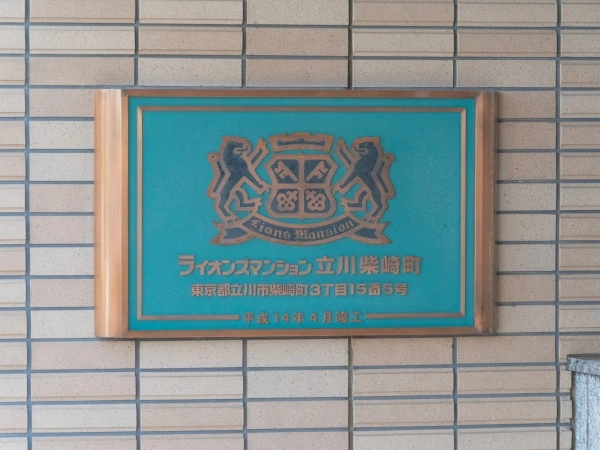 Lions Mansion
ライオンズマンション立川柴崎町
東京都立川市柴崎町3丁目15番5号
平成14年4月竣工